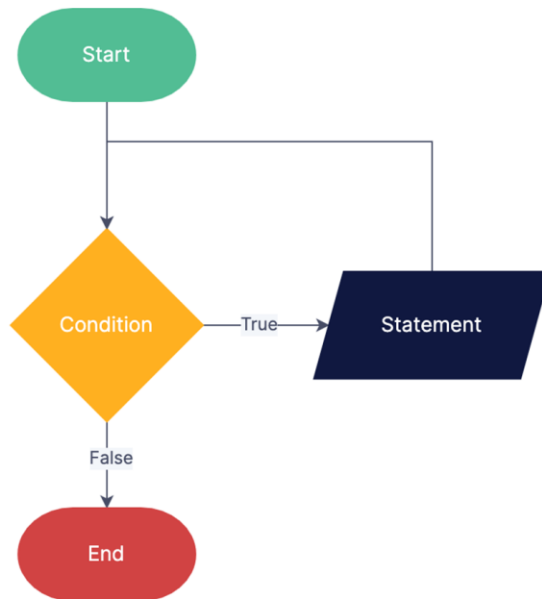 Start
Condition
True
Statement
False
End